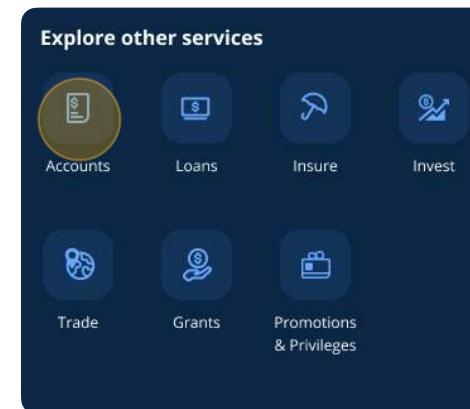 Explore other services
Accounts
Loans
Insure
Invest
Trade
Grants
Promotions
& Privileges